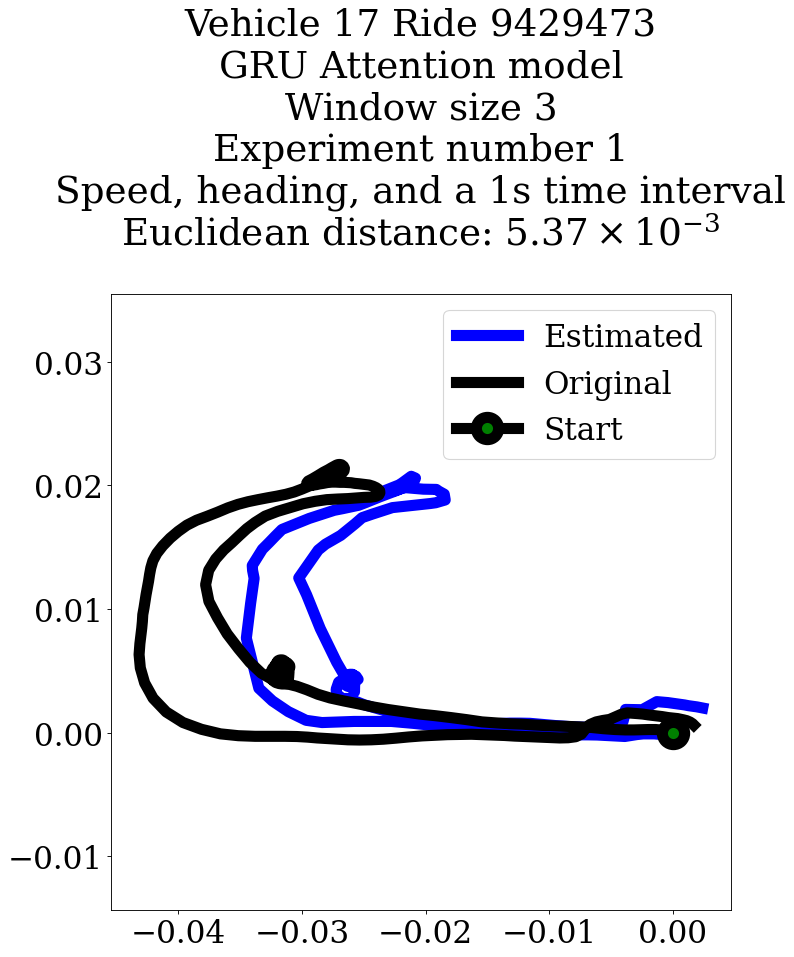 Vehicle 17 Ride 9429473
GRU Attention model
Window size 3
Experiment number 1
Speed, heading, and a 1s time interval
Euclidean distance: 5.37 × 10⁻³
Estimated
Original
Start
0.03
0.02
0.01
0.00
−0.01
−0.04 −0.03 −0.02 −0.01 0.00